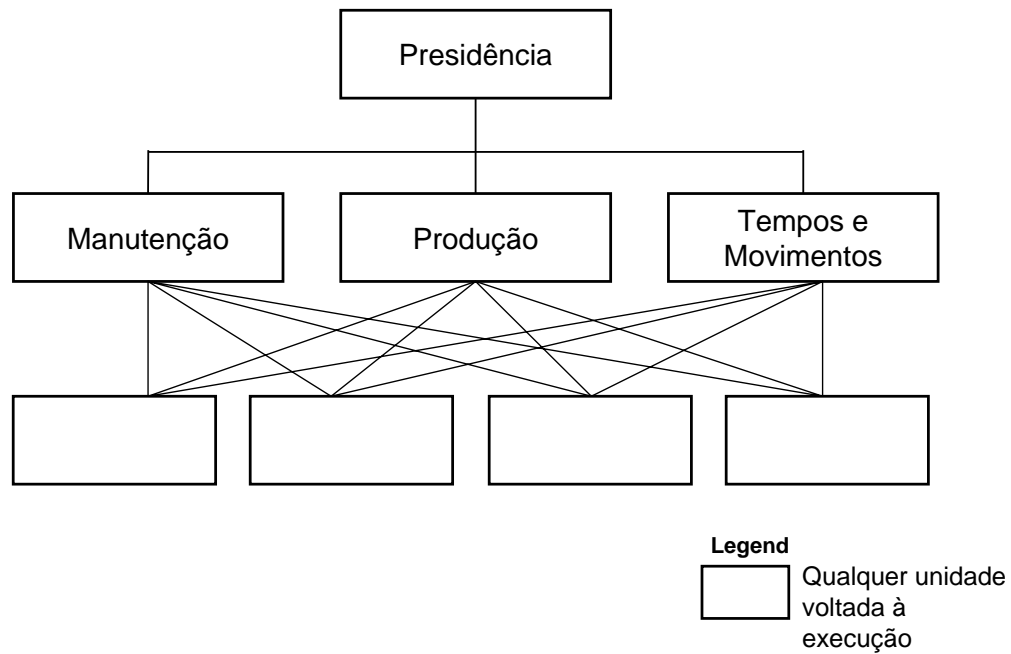 Presidência
Manutenção
Produção
Tempos e
Movimentos
Legend
Qualquer unidade
voltada à
execução